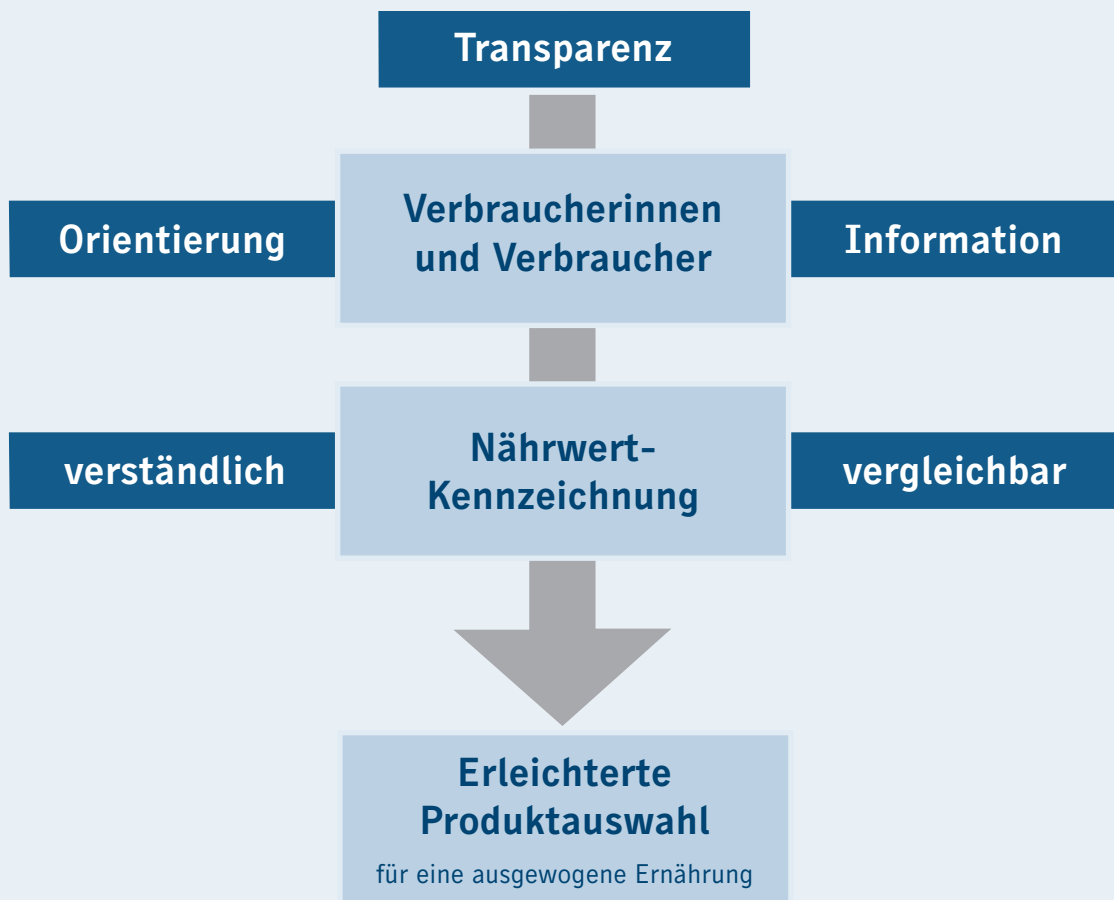 Transparenz
Verbraucherinnen
und Verbraucher
Orientierung
Information
Nährwert-
Kennzeichnung
verständlich
vergleichbar
Erleichterte
Produktauswahl
für eine ausgewogene Ernährung